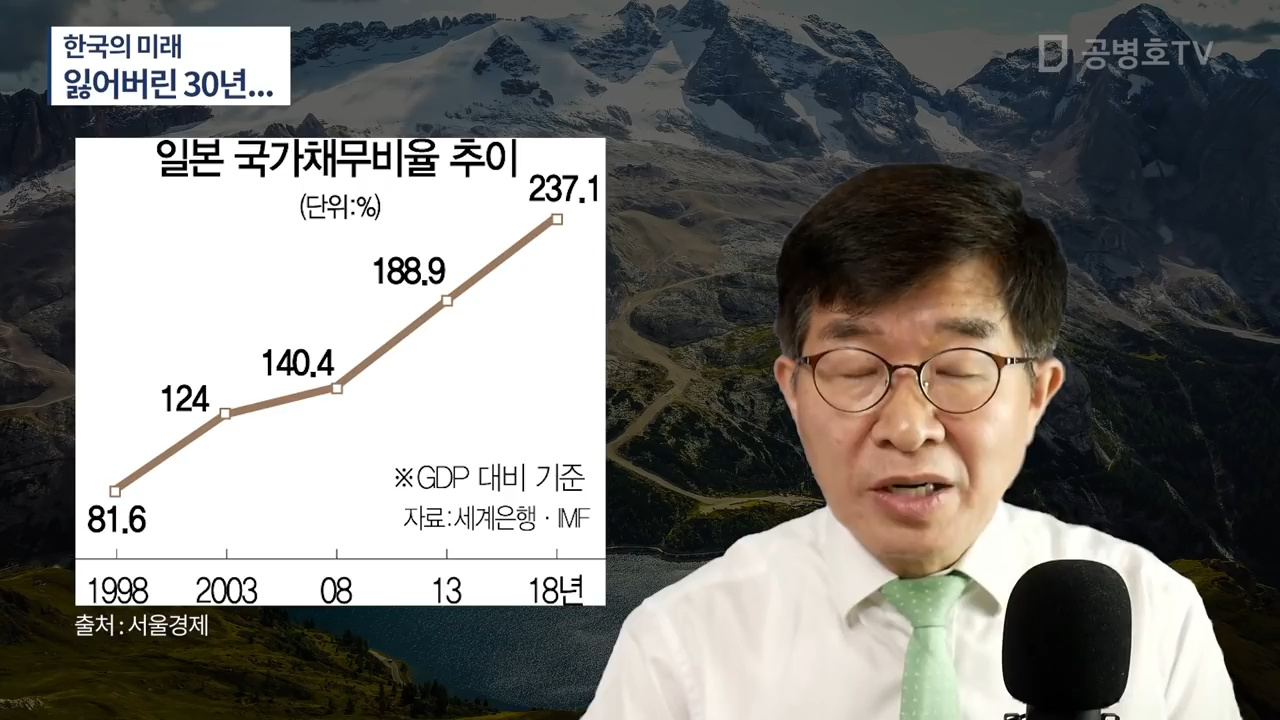 한국의 미래
잃어버린 30년...
공병호TV
일본 국가채무비율 추이
(단위:%)
237.1
188.9
140.4
124
81.6
※GDP 대비 기준
자료:세계은행·IMF
1998 2003 08 13 18년
출처 : 서울경제